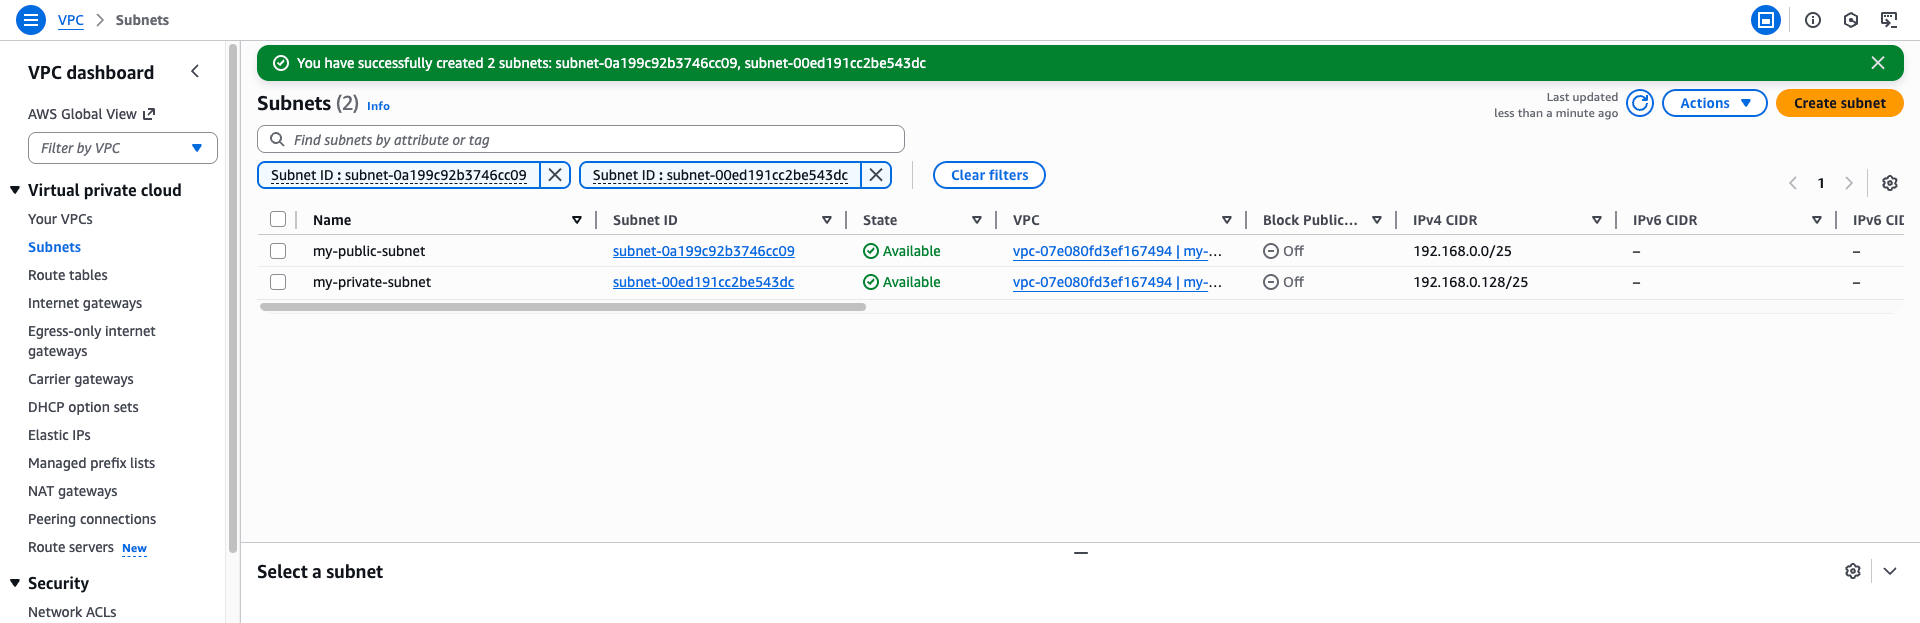 VPC > Subnets
VPC dashboard
AWS Global View
Filter by VPC
Virtual private cloud
Your VPCs
Subnets
Route tables
Internet gateways
Egress-only internet
gateways
Carrier gateways
DHCP option sets
Elastic IPs
Managed prefix lists
NAT gateways
Peering connections
Route servers New
Security
Network ACLs
You have successfully created 2 subnets: subnet-0a199c92b3746cc09, subnet-00ed191cc2be543dc
Subnets (2) Info
Last updated
less than a minute ago
Actions
Create subnet
Find subnets by attribute or tag
Subnet ID : subnet-0a199c92b3746cc09
Subnet ID : subnet-00ed191cc2be543dc
Clear filters
1
Name Subnet ID State VPC Block Public... IPv4 CIDR IPv6 CIDR IPv6 CID
my-public-subnet subnet-0a199c92b3746cc09 Available vpc-07e080fd3ef167494 | my-... Off 192.168.0.0/25 – –
my-private-subnet subnet-00ed191cc2be543dc Available vpc-07e080fd3ef167494 | my-... Off 192.168.0.128/25 – –
Select a subnet